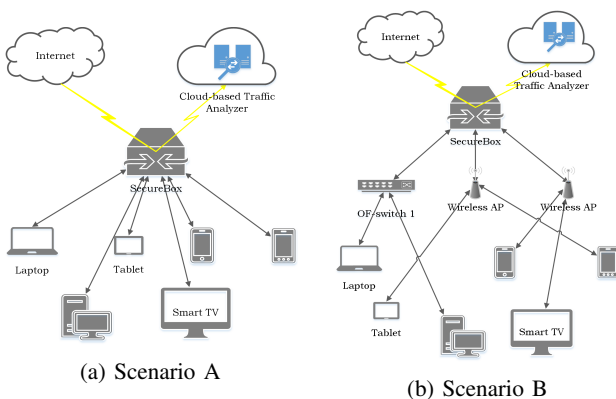 Internet
Cloud-based Traffic
Analyzer
SecureBox
Laptop
Tablet
Smart TV
(a) Scenario A
Internet
Cloud-based
Traffic Analyzer
SecureBox
OF-switch 1
Wireless AP
Wireless AP
Laptop
Tablet
Smart TV
(b) Scenario B